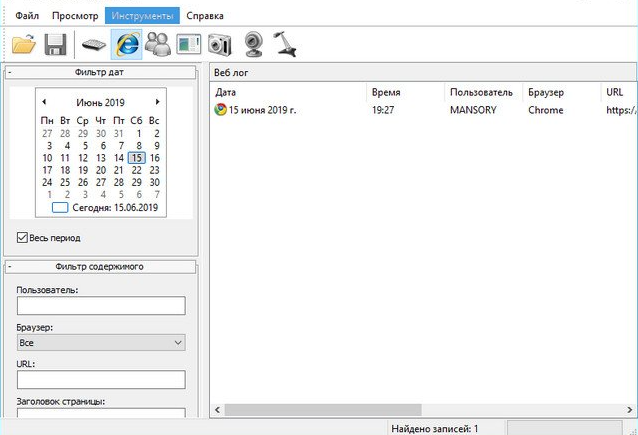 Файл Просмотр Инструменты Справка
- Фильтр дат
Июнь 2019
Пн Вт Ср Чт Пт Сб Вс
27 28 29 30 31 1 2
3 4 5 6 7 8 9
10 11 12 13 14 15 16
17 18 19 20 21 22 23
24 25 26 27 28 29 30
1 2 3 4 5 6 7
Сегодня: 15.06.2019
Весь период
- Фильтр содержимого
Пользователь:
Браузер:
Все
URL:
Заголовок страницы:
Веб лог
Дата Время Пользователь Браузер URL
15 июня 2019 г. 19:27 MANSORY Chrome https:/
Найдено записей: 1